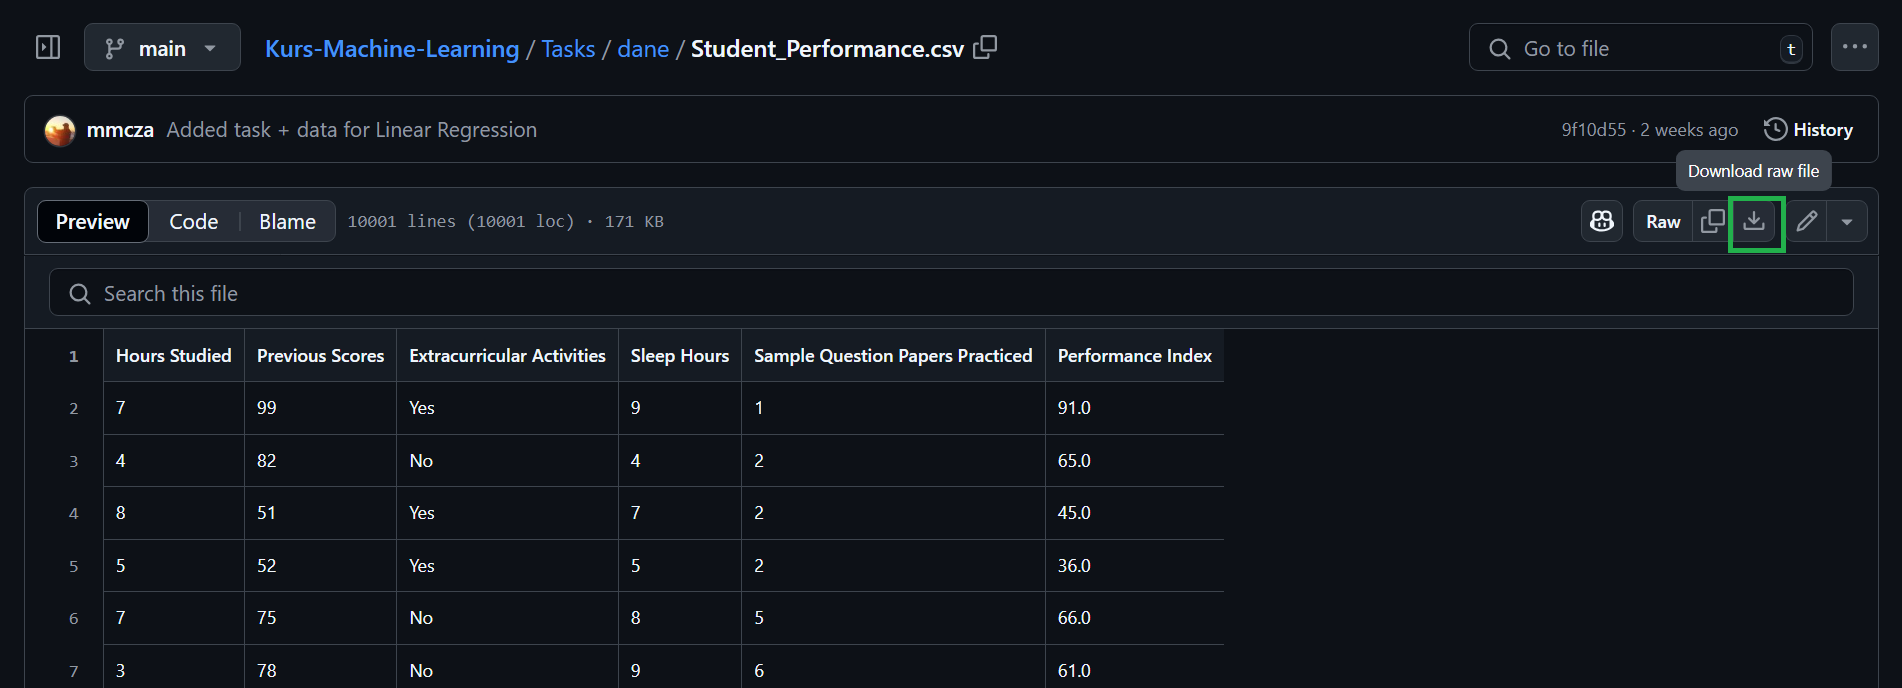 main Kurs-Machine-Learning / Tasks / dane / Student_Performance.csv Go to file t
mmcza Added task + data for Linear Regression 9f10d55 · 2 weeks ago History
Download raw file
Preview Code Blame 10001 lines (10001 loc) · 171 KB Raw
Search this file
1 Hours Studied Previous Scores Extracurricular Activities Sleep Hours Sample Question Papers Practiced Performance Index
2 7 99 Yes 9 1 91.0
3 4 82 No 4 2 65.0
4 8 51 Yes 7 2 45.0
5 5 52 Yes 5 2 36.0
6 7 75 No 8 5 66.0
7 3 78 No 9 6 61.0